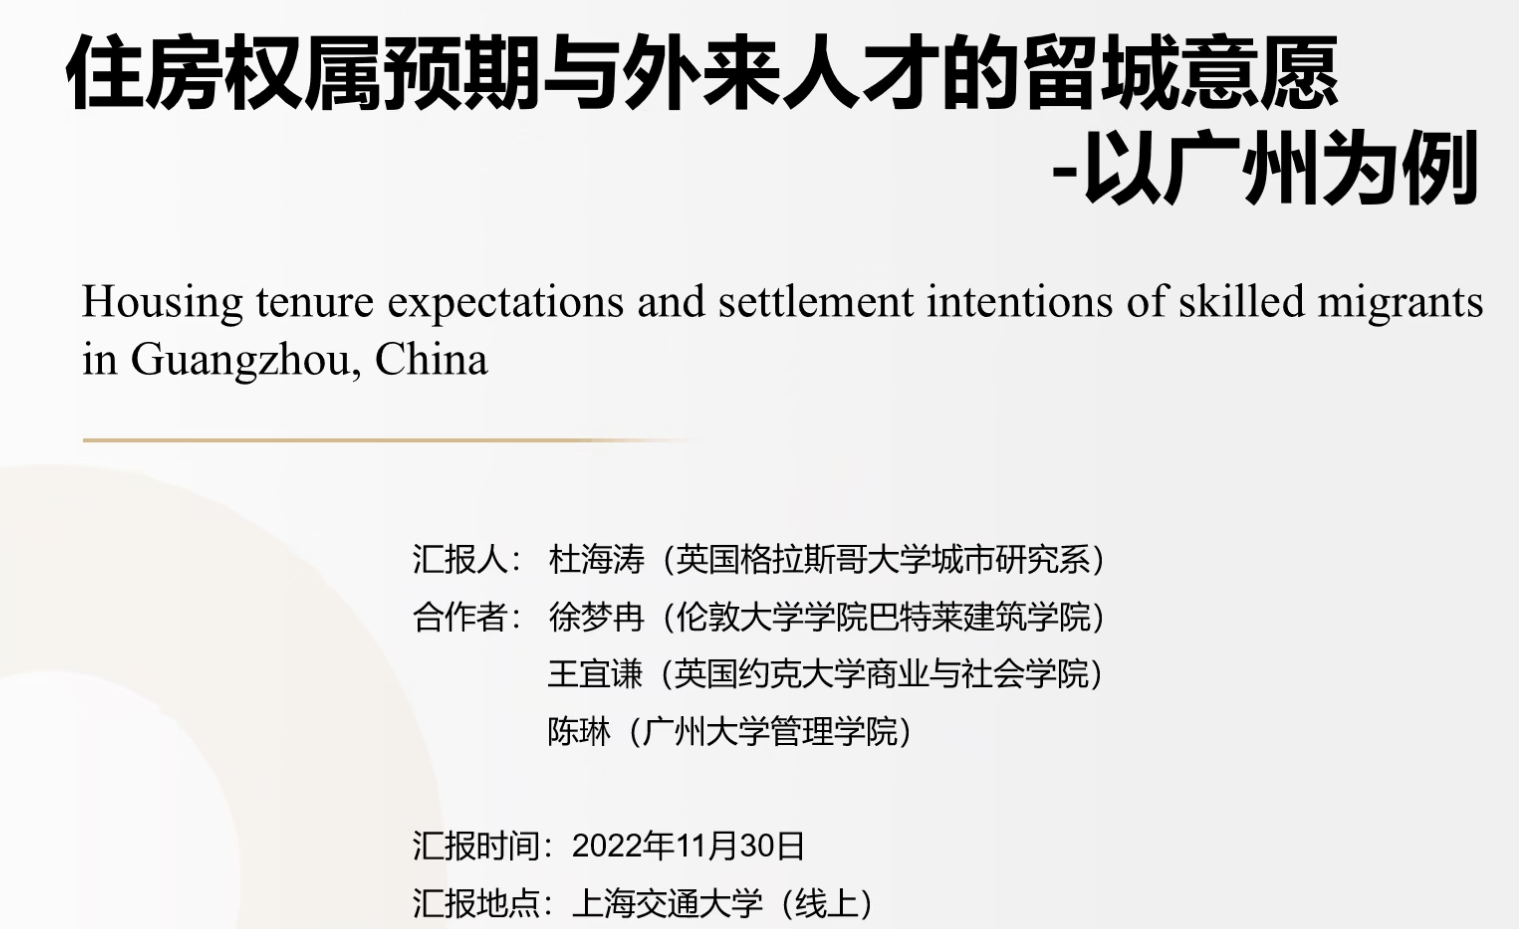 住房权属预期与外来人才的留城意愿
-以广州为例
Housing tenure expectations and settlement intentions of skilled migrants
in Guangzhou, China
汇报人： 杜海涛（英国格拉斯哥大学城市研究系）
合作者： 徐梦冉（伦敦大学学院巴特莱建筑学院）
王宜谦（英国约克大学商业与社会学院）
陈琳（广州大学管理学院）
汇报时间：2022年11月30日
汇报地点：上海交通大学（线上）